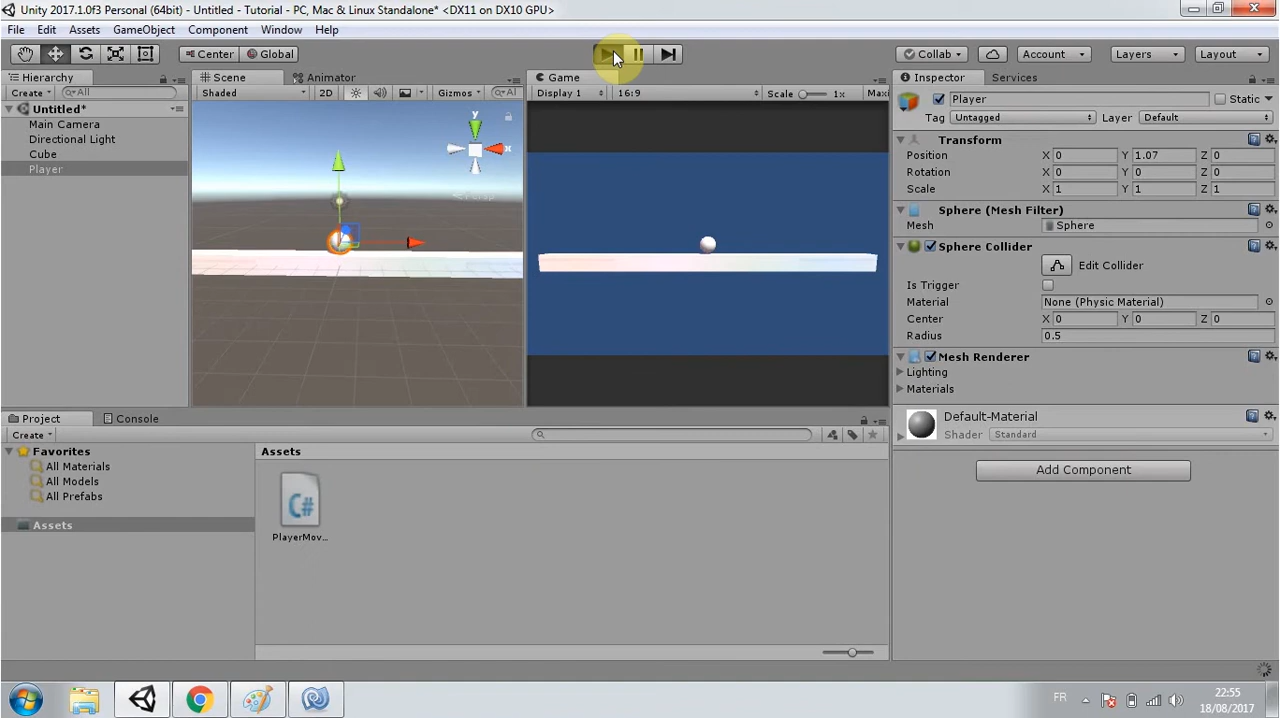 Unity 2017.1.0f3 Personal (64bit) - Untitled - Tutorial - PC, Mac & Linux Standalone* <DX11 on DX10 GPU>
File Edit Assets GameObject Component Window Help
Center Global Collab Account Layers Layout
Hierarchy Scene Animator Game Inspector Services
Create All Shaded 2D Gizmos All Display 1 16:9 Scale 1x Maxi
Player Static
Untitled*
Tag Untagged Layer Default
Main Camera
Directional Light
Cube
Player
y
x
Persp
Transform
Position X 0 Y 1.07 Z 0
Rotation X 0 Y 0 Z 0
Scale X 1 Y 1 Z 1
Sphere (Mesh Filter)
Mesh Sphere
Sphere Collider
Edit Collider
Is Trigger
Material None (Physic Material)
Center X 0 Y 0 Z 0
Radius 0.5
Mesh Renderer
Lighting
Materials
Default-Material
Shader Standard
Add Component
Project Console
Create
Favorites
All Materials
All Models
All Prefabs
Assets
Assets
C#
PlayerMov...
FR
22:55
18/08/2017